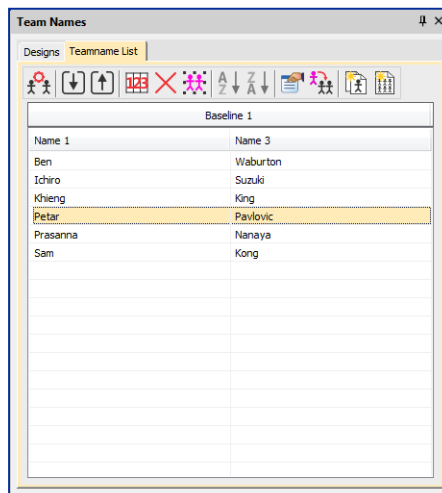 Team Names
Designs Teamname List
123 A Z Z A
Baseline 1
Name 1 Name 3
Ben Waburton
Ichiro Suzuki
Khieng King
Petar Pavlovic
Prasanna Nanaya
Sam Kong